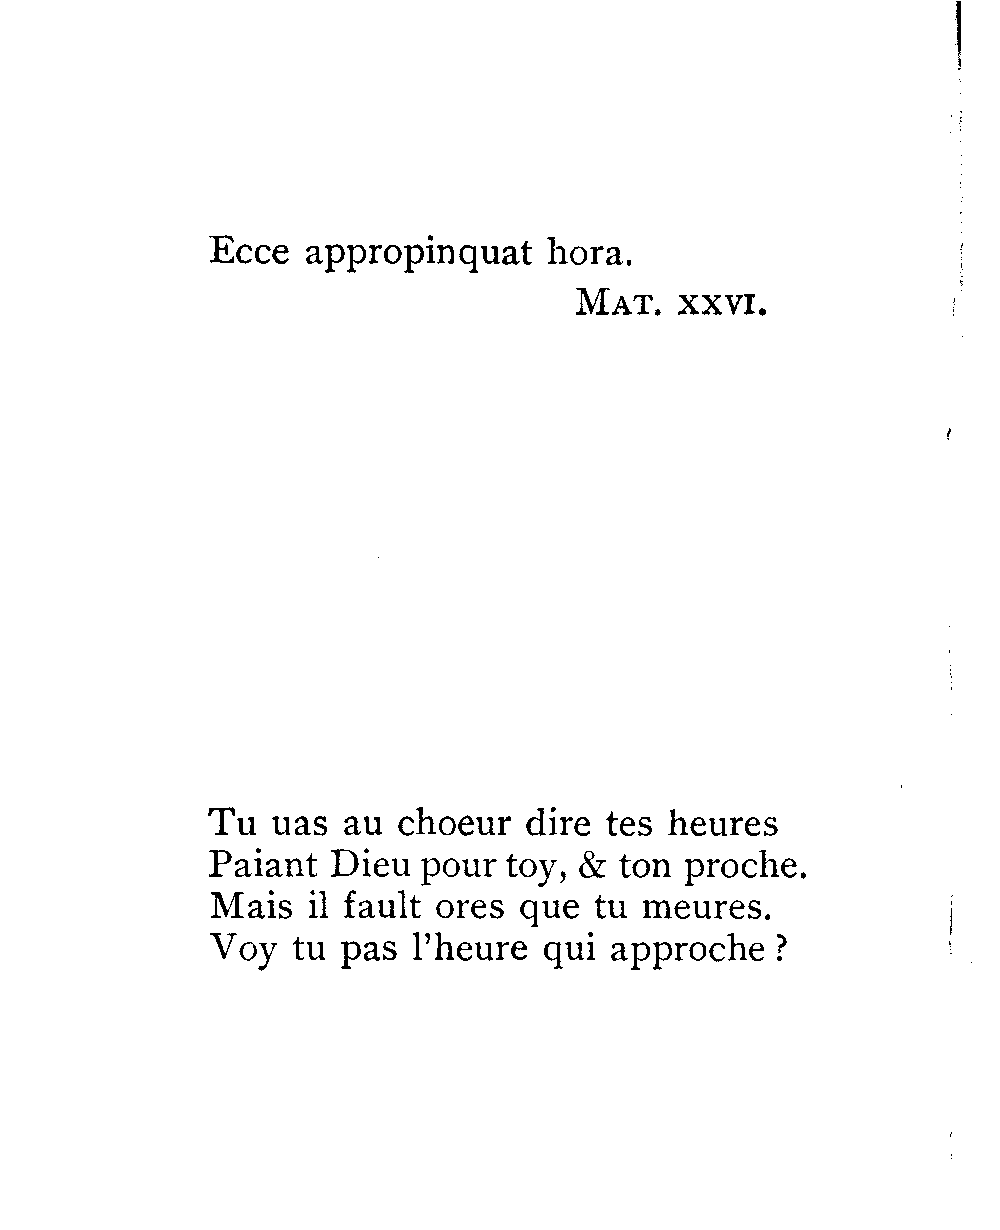 Ecce appropinquat hora.
MAT. XXVI.
Tu uas au choeur dire tes heures
Paiant Dieu pour toy, & ton proche.
Mais il fault ores que tu meures.
Voy tu pas l'heure qui approche ?